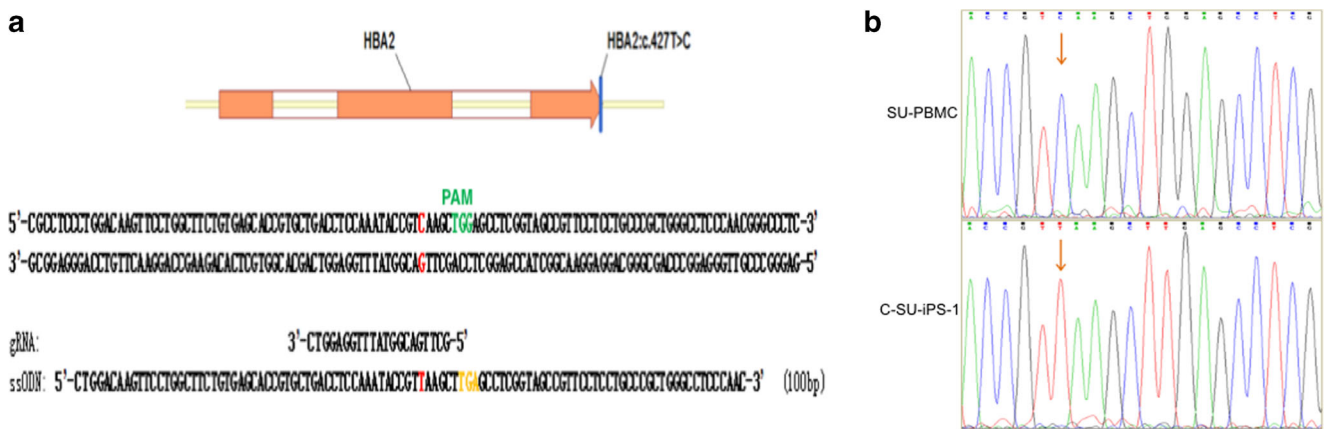 a
b
HBA2
HBA2:c.427T>C
SU-PBMC
PAM
5'-CGCCTCCCTGGACAAGTTCCTGGCTTCTGTGAGCACCGTGCTGACCTCCAAATACCGTCAAGCTGGAGCCTCGGTAGCCGTTCCTCCTGCCCGCTGGGCCTCCCAACGGGCCCTC-3'
3'-GCGGAGGGACCTGTTCAAGGACCGAAGACACTCGTGGCACGACTGGAGGTTTATGGCAGTTCGACCTCGGAGCCATCGGCAAGGAGGACGGGCGACCCGGAGGGTTGCCCGGGAG-5'
C-SU-iPS-1
gRNA: 3'-CTGGAGGTTTATGGCAGTTCG-5'
ssODN: 5'-CTGGACAAGTTCCTGGCTTCTGTGAGCACCGTGCTGACCTCCAAATACCGTTAAGCTTGAGCCTCGGTAGCCGTTCCTCCTGCCCGCTGGGCCTCCCAAC-3' (100bp)